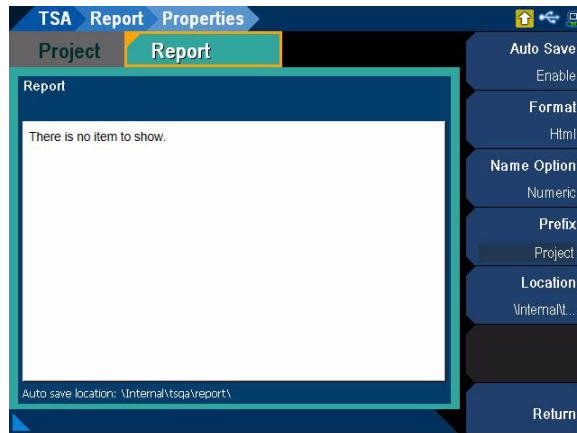 TSA Report Properties
Project Report
Report
There is no item to show.
Auto save location: \Internal\tsqa\report\
Auto Save
Enable
Format
Html
Name Option
Numeric
Prefix
Project
Location
\Internal\t...
Return